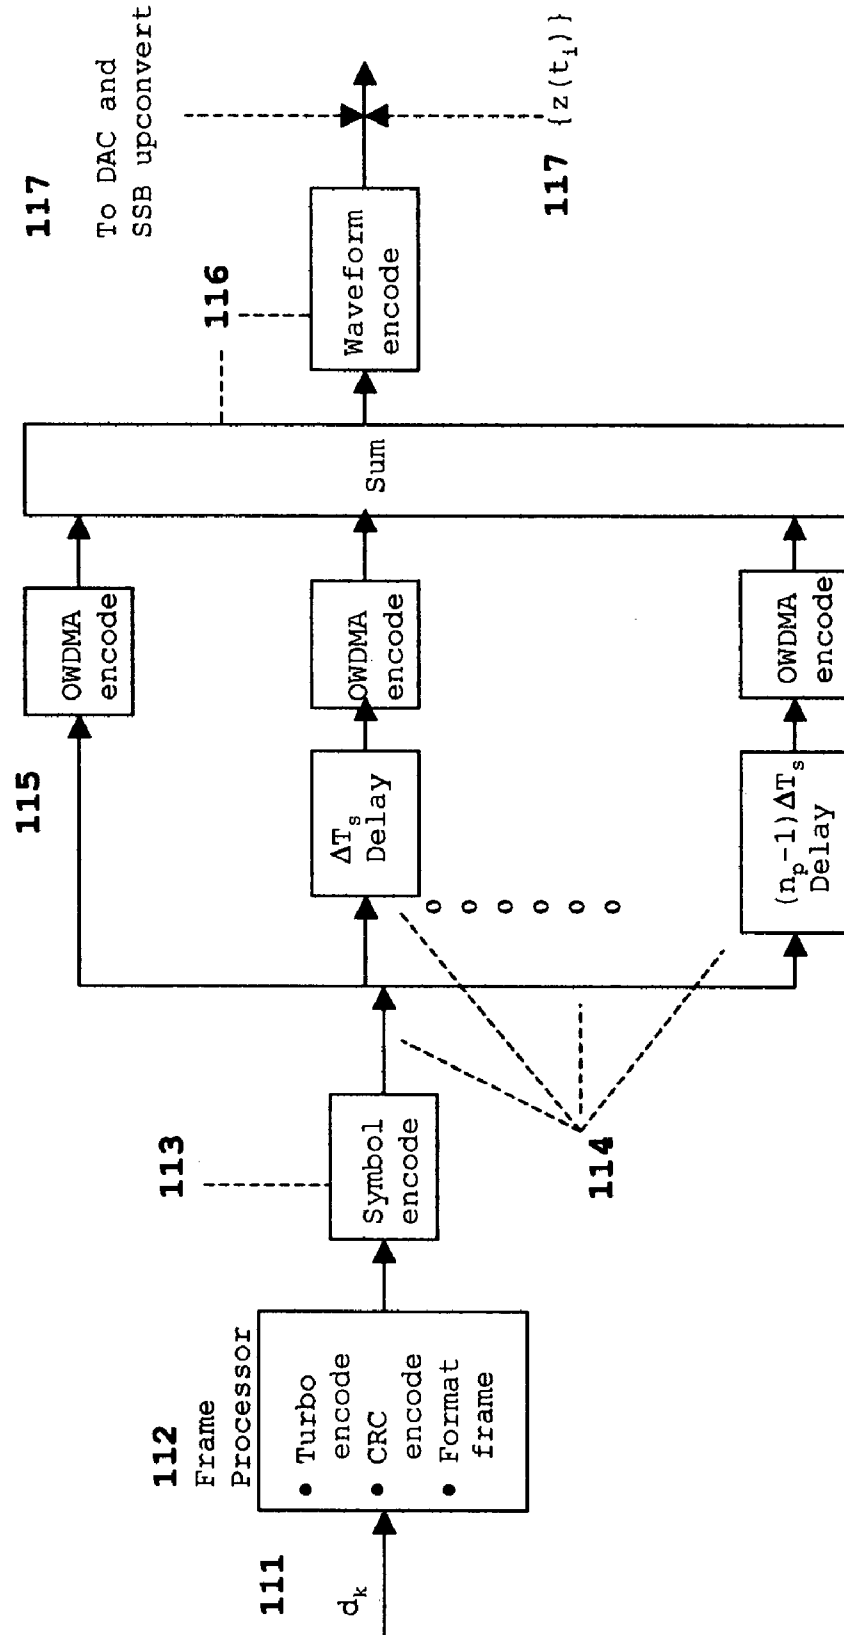 111
d_k
112
Frame
Processor
● Turbo
encode
● CRC
encode
● Format
frame
113
Symbol
encode
114
ΔT_s
Delay
(n_p-1)ΔT_s
Delay
115
OWDMA
encode
OWDMA
encode
OWDMA
encode
Sum
116
Waveform
encode
117
To DAC and
SSB upconvert
117 {z(t_i)}